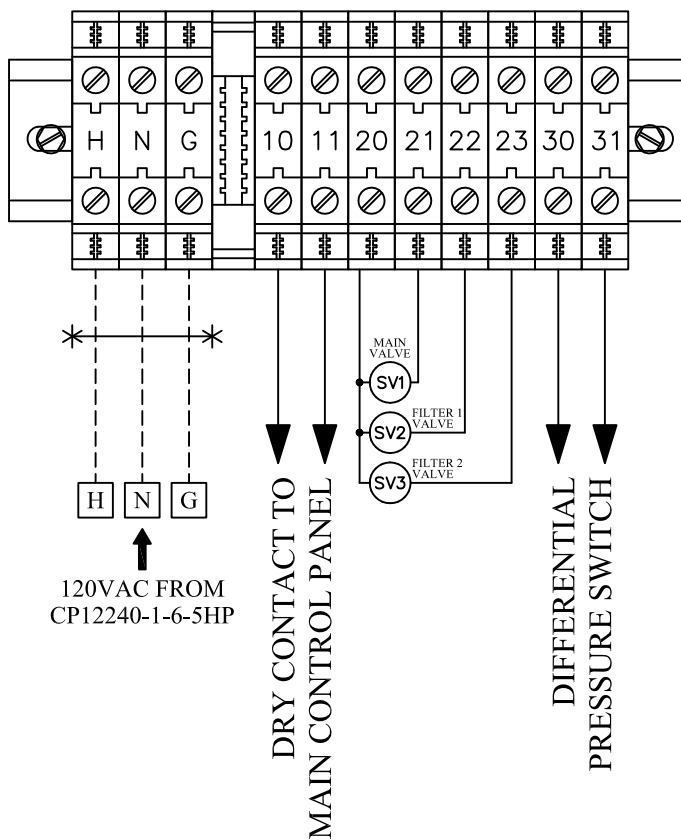 H N G 10 11 20 21 22 23 30 31
MAIN
VALVE
SV1
FILTER 1
VALVE
SV2
FILTER 2
VALVE
SV3
H N G
120VAC FROM
CP12240-1-6-5HP
DRY CONTACT TO
MAIN CONTROL PANEL
DIFFERENTIAL
PRESSURE SWITCH